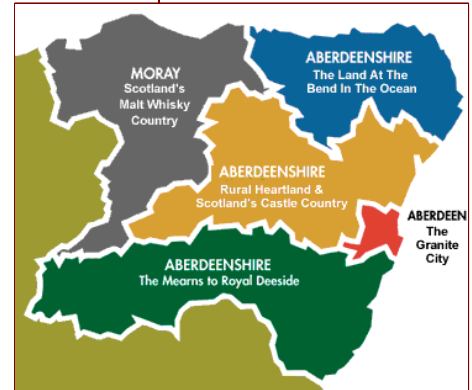 MORAY
Scotland's
Malt Whisky
Country
ABERDEENSHIRE
The Land At The
Bend In The Ocean
ABERDEENSHIRE
Rural Heartland &
Scotland's Castle Country
ABERDEEN
The
Granite
City
ABERDEENSHIRE
The Mearns to Royal Deeside